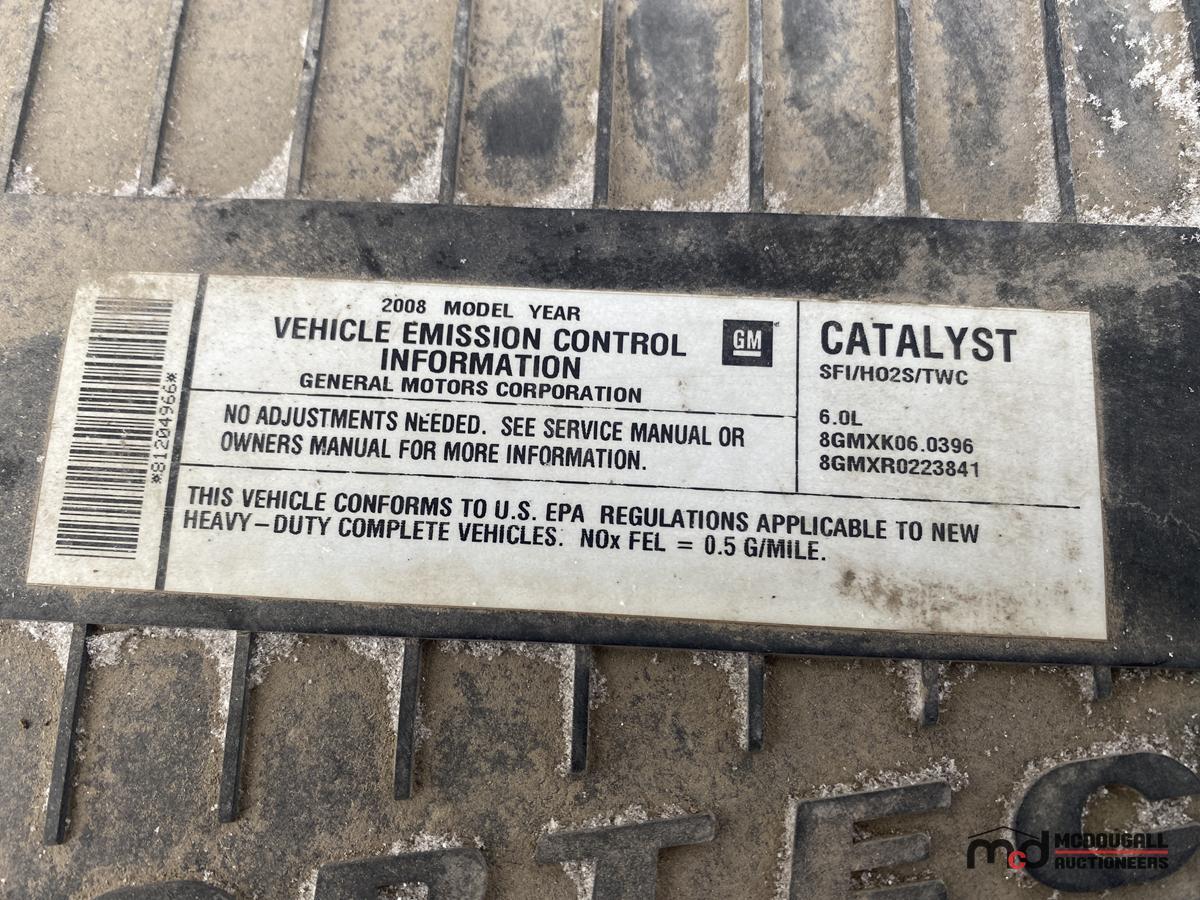 *81204966*
2008 MODEL YEAR
VEHICLE EMISSION CONTROL
INFORMATION
GENERAL MOTORS CORPORATION
GM
NO ADJUSTMENTS NEEDED. SEE SERVICE MANUAL OR
OWNERS MANUAL FOR MORE INFORMATION.
CATALYST
SFI/HO2S/TWC
6.0L
8GMXK06.0396
8GMXR0223841
THIS VEHICLE CONFORMS TO U.S. EPA REGULATIONS APPLICABLE TO NEW
HEAVY-DUTY COMPLETE VEHICLES. NOx FEL = 0.5 G/MILE.
ORTEC
mcd MCDOUGALL
AUCTIONEERS